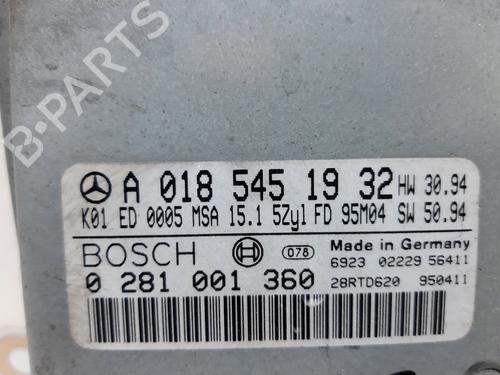 B-PARTS
A 018 545 19 32 HW 30.94
K01 ED 0005 MSA 15.1 5Zyl FD 95M04 SW 50.94
BOSCH 078 Made in Germany
6923 02229 56411
0 281 001 360 28RTD620 950411